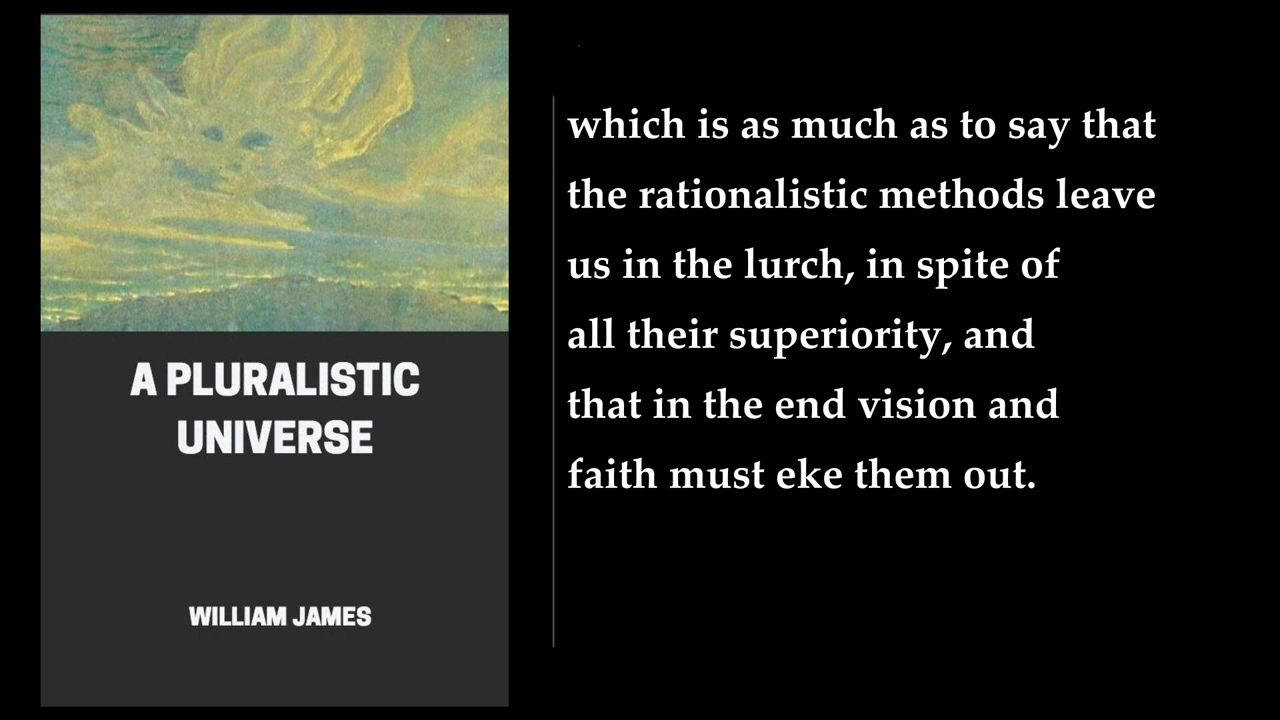 A PLURALISTIC
UNIVERSE
WILLIAM JAMES
which is as much as to say that
the rationalistic methods leave
us in the lurch, in spite of
all their superiority, and
that in the end vision and
faith must eke them out.